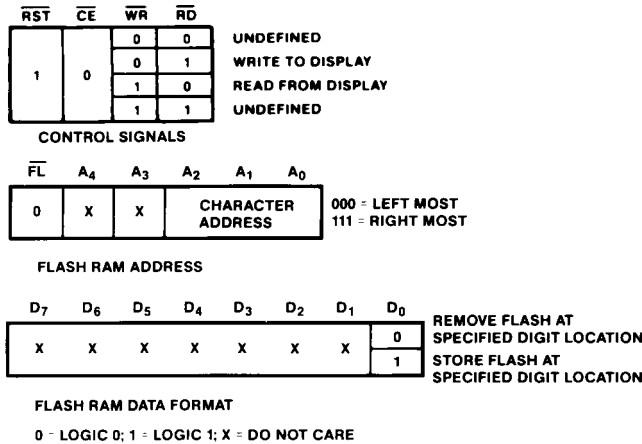 RST CE WR RD
1 0 0 0 UNDEFINED
0 1 WRITE TO DISPLAY
1 0 READ FROM DISPLAY
1 1 UNDEFINED
CONTROL SIGNALS
FL A4 A3 A2 A1 A0
0 X X CHARACTER ADDRESS 000 = LEFT MOST
111 = RIGHT MOST
FLASH RAM ADDRESS
D7 D6 D5 D4 D3 D2 D1 D0
X X X X X X X 0 REMOVE FLASH AT
SPECIFIED DIGIT LOCATION
1 STORE FLASH AT
SPECIFIED DIGIT LOCATION
FLASH RAM DATA FORMAT
0 = LOGIC 0; 1 = LOGIC 1; X = DO NOT CARE